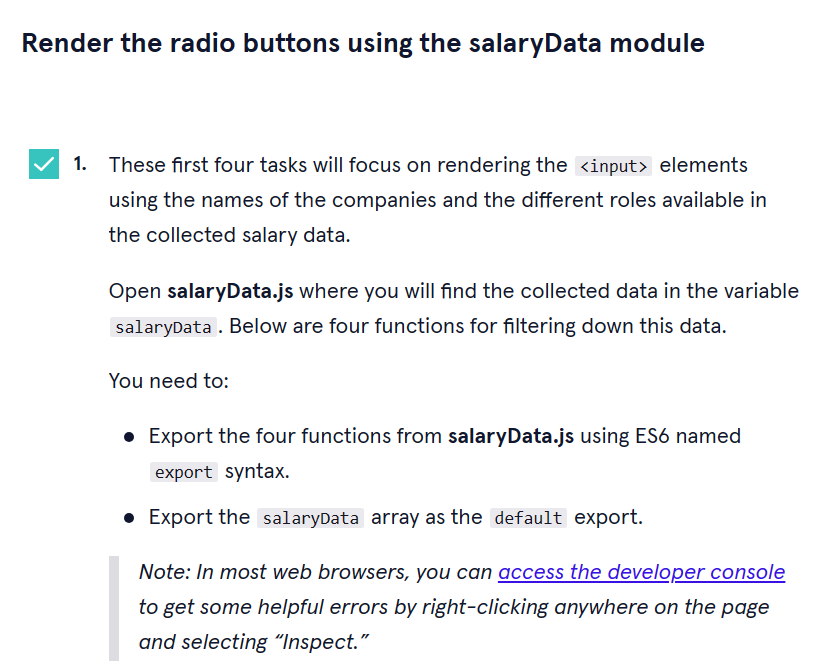 Render the radio buttons using the salaryData module
1. These first four tasks will focus on rendering the <input> elements
using the names of the companies and the different roles available in
the collected salary data.
Open salaryData.js where you will find the collected data in the variable
salaryData. Below are four functions for filtering down this data.
You need to:
● Export the four functions from salaryData.js using ES6 named
export syntax.
● Export the salaryData array as the default export.
Note: In most web browsers, you can access the developer console
to get some helpful errors by right-clicking anywhere on the page
and selecting “Inspect.”